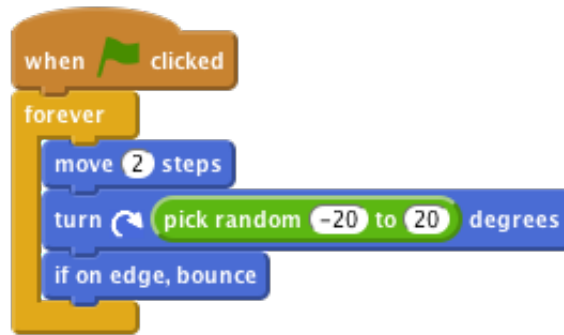 when clicked
forever
move 2 steps
turn pick random -20 to 20 degrees
if on edge, bounce